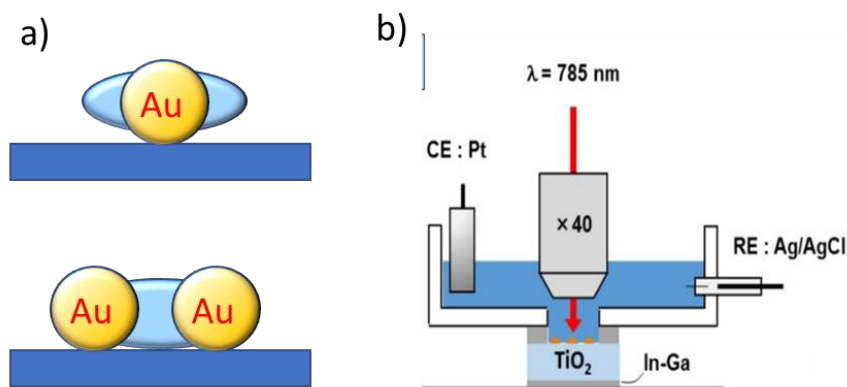 a)
Au
Au Au
b)
λ = 785 nm
CE : Pt
× 40
RE : Ag/AgCl
TiO₂
In-Ga